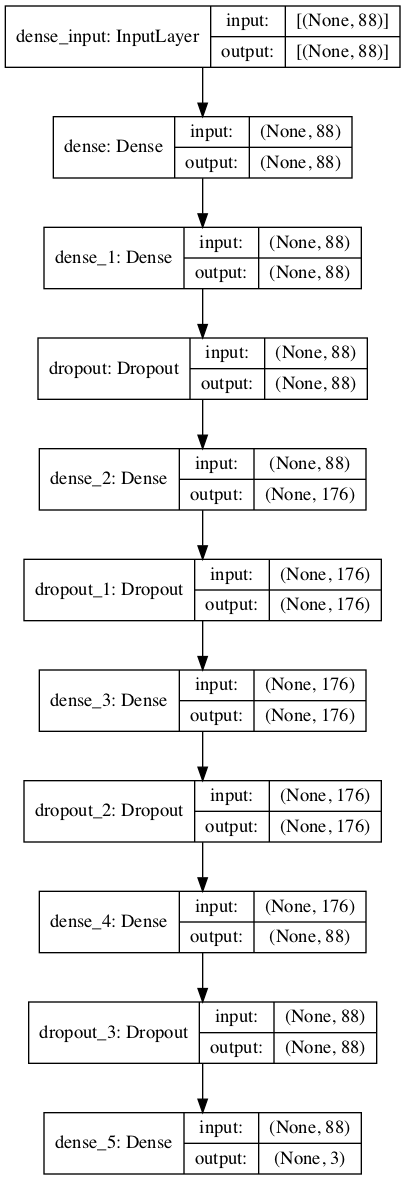 dense_input: InputLayer
input: [(None, 88)]
output: [(None, 88)]
dense: Dense
input: (None, 88)
output: (None, 88)
dense_1: Dense
input: (None, 88)
output: (None, 88)
dropout: Dropout
input: (None, 88)
output: (None, 88)
dense_2: Dense
input: (None, 88)
output: (None, 176)
dropout_1: Dropout
input: (None, 176)
output: (None, 176)
dense_3: Dense
input: (None, 176)
output: (None, 176)
dropout_2: Dropout
input: (None, 176)
output: (None, 176)
dense_4: Dense
input: (None, 176)
output: (None, 88)
dropout_3: Dropout
input: (None, 88)
output: (None, 88)
dense_5: Dense
input: (None, 88)
output: (None, 3)